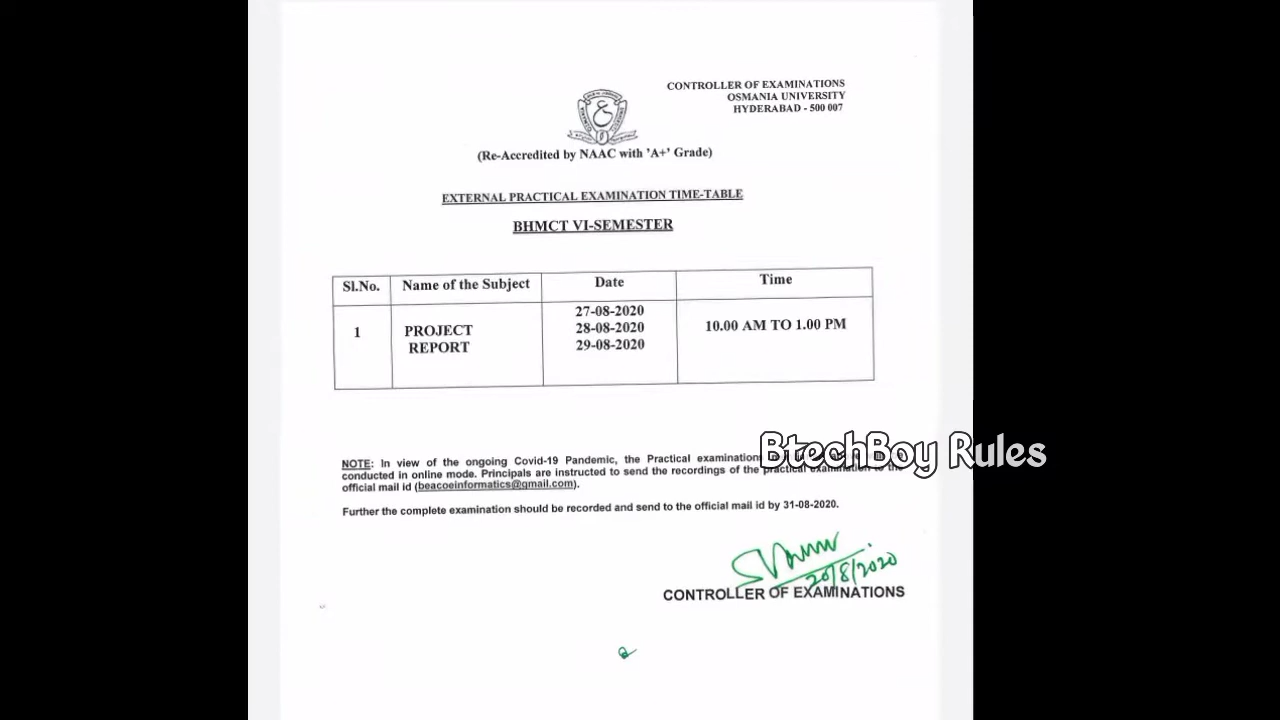 CONTROLLER OF EXAMINATIONS
OSMANIA UNIVERSITY
HYDERABAD - 500 007
(Re-Accredited by NAAC with 'A+' Grade)
EXTERNAL PRACTICAL EXAMINATION TIME-TABLE
BHMCT VI-SEMESTER
Sl.No. Name of the Subject Date Time
27-08-2020
1 PROJECT 28-08-2020 10.00 AM TO 1.00 PM
REPORT 29-08-2020
BtechBoy Rules
NOTE: In view of the ongoing Covid-19 Pandemic, the Practical examinations
conducted in online mode. Principals are instructed to send the recordings of the practical examination to the
official mail id (beacoeinformatics@gmail.com).
Further the complete examination should be recorded and send to the official mail id by 31-08-2020.
20/8/2020
CONTROLLER OF EXAMINATIONS